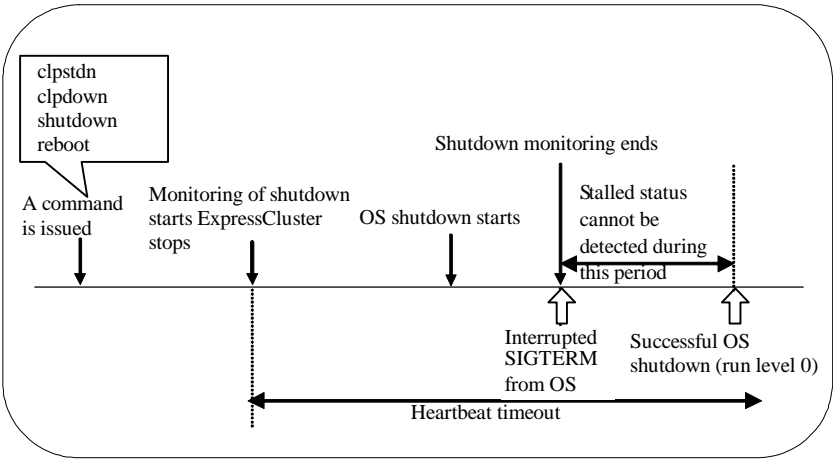 clpstdn
clpdown
shutdown
reboot
A command
is issued
Monitoring of shutdown
starts ExpressCluster
stops
OS shutdown starts
Shutdown monitoring ends
Stalled status
cannot be
detected during
this period
Interrupted
SIGTERM
from OS
Successful OS
shutdown (run level 0)
Heartbeat timeout